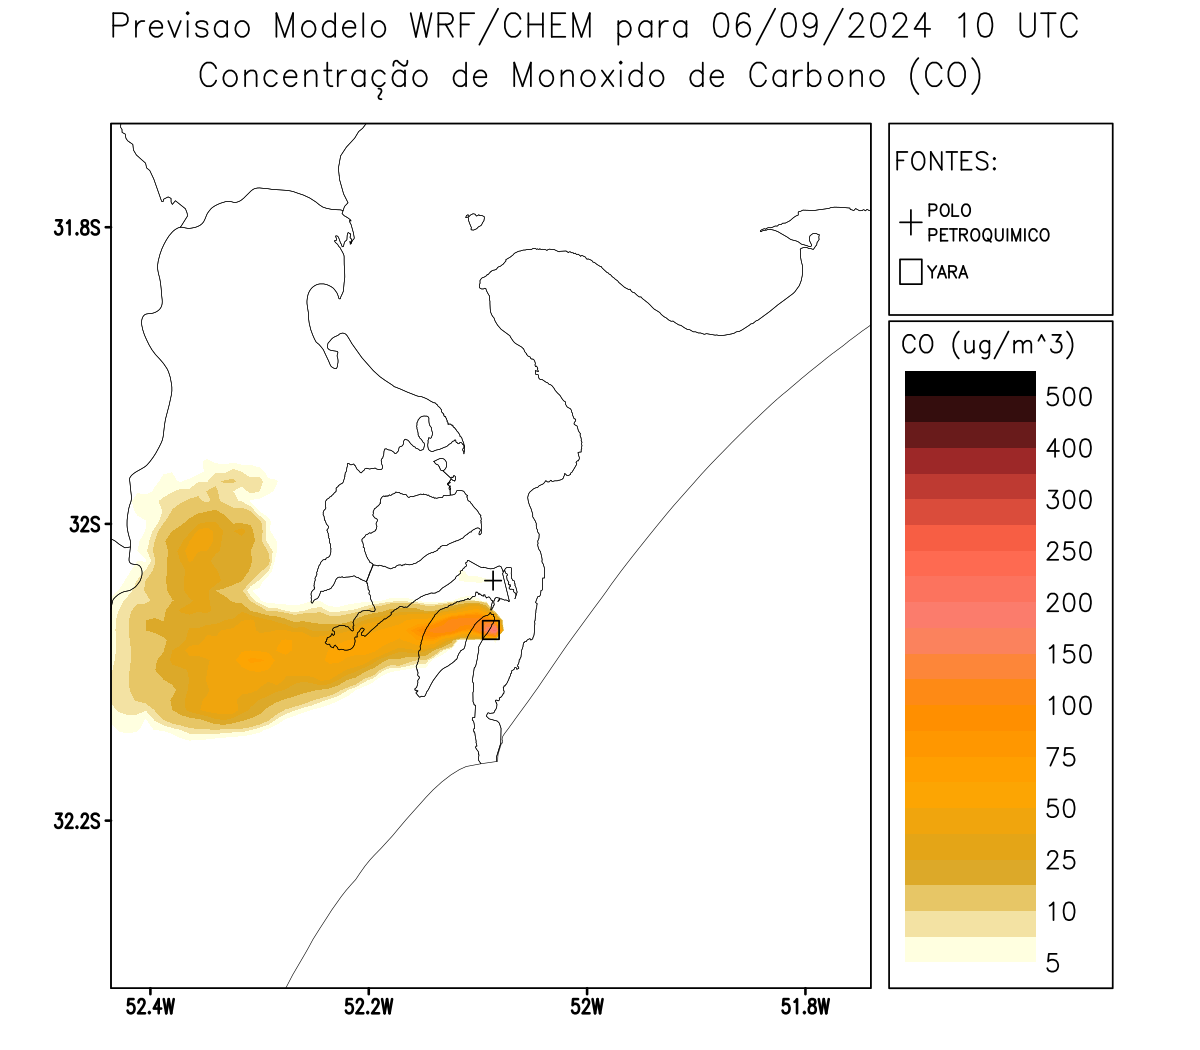 Previsao Modelo WRF/CHEM para 06/09/2024 10 UTC
Concentração de Monoxido de Carbono (CO)
FONTES:
POLO
PETROQUIMICO
YARA
CO (ug/m^3)
500
400
300
250
200
150
100
75
50
25
10
5
31.8S
32S
32.2S
52.4W
52.2W
52W
51.8W